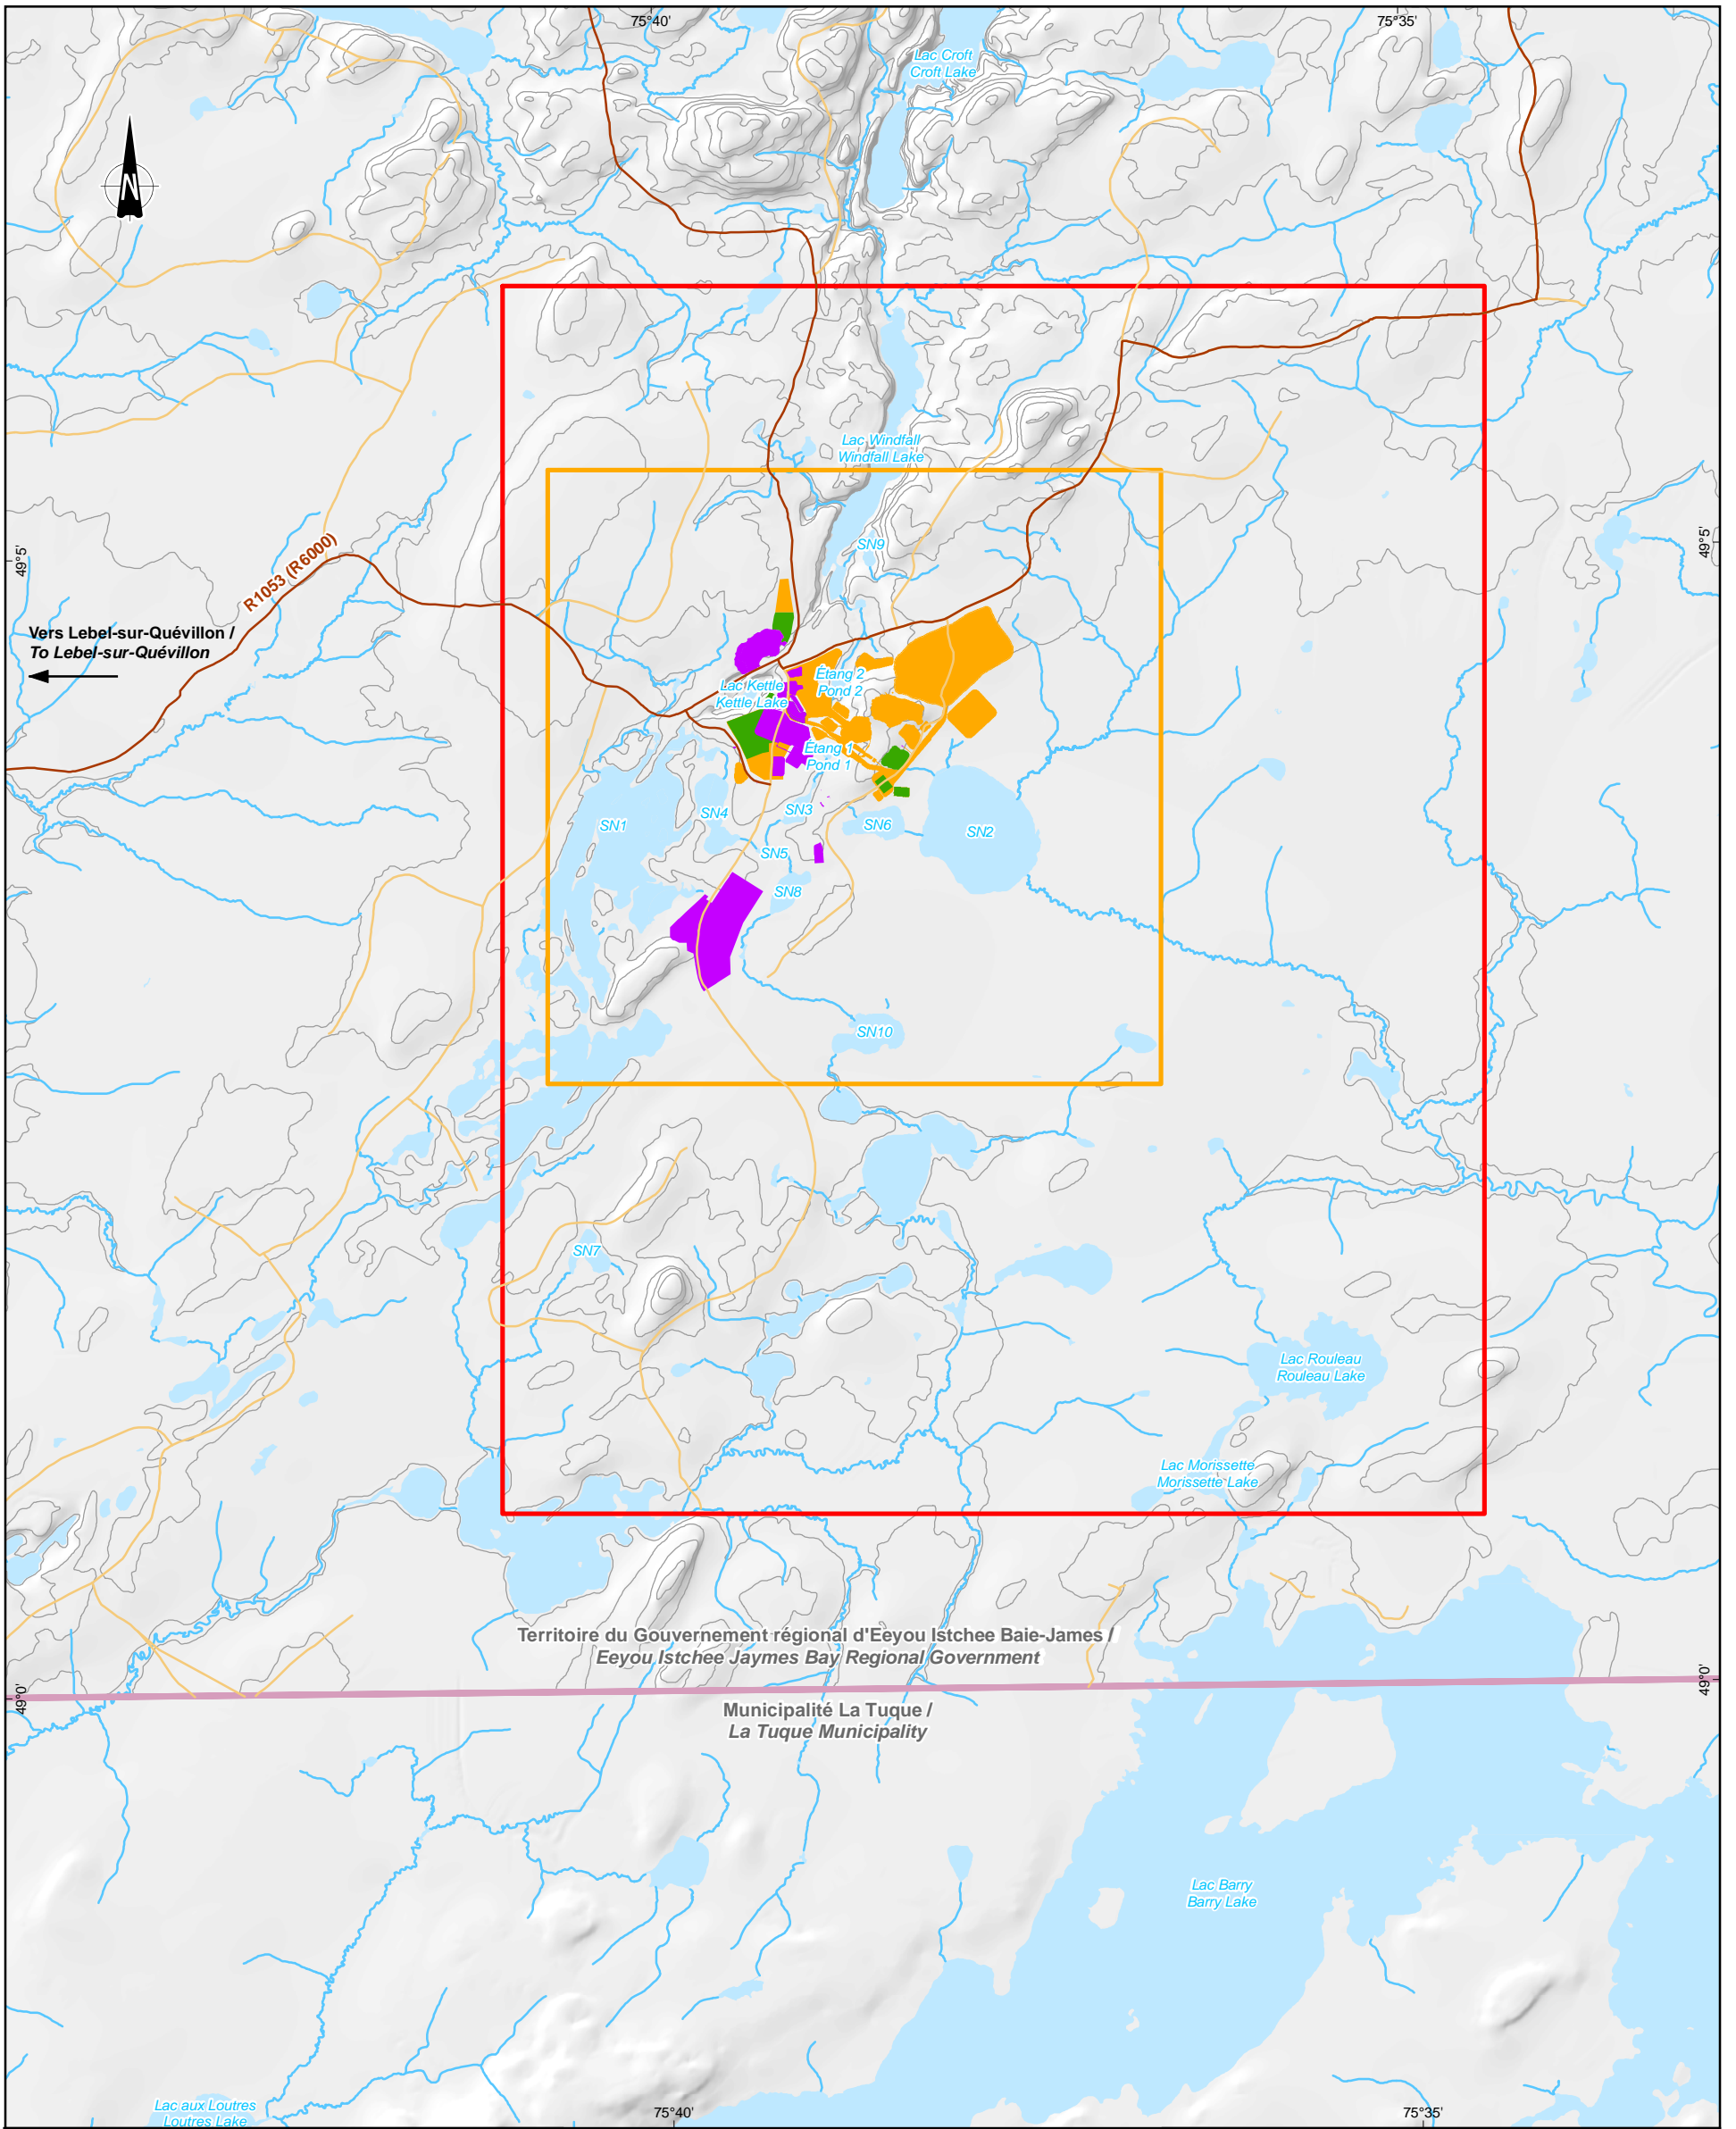 75°40'
75°35'
Lac Croft
Croft Lake
N
Lac Windfall
Windfall Lake
49°5'
49°5'
R1053 (R6000)
SN9
Vers Lebel-sur-Quévillon /
To Lebel-sur-Quévillon
Étang 2
Pond 2
Lac Kettle
Kettle Lake
Étang 1
Pond 1
SN4
SN3
SN1
SN6
SN2
SN5
SN8
SN10
SN7
Lac Rouleau
Rouleau Lake
Lac Morissette
Morissette Lake
Territoire du Gouvernement régional d'Eeyou Istchee Baie-James /
Eeyou Istchee Jaymes Bay Regional Government
49°0'
49°0'
Municipalité La Tuque /
La Tuque Municipality
Lac Barry
Barry Lake
Lac aux Loutres
Loutres Lake
75°40'
75°35'